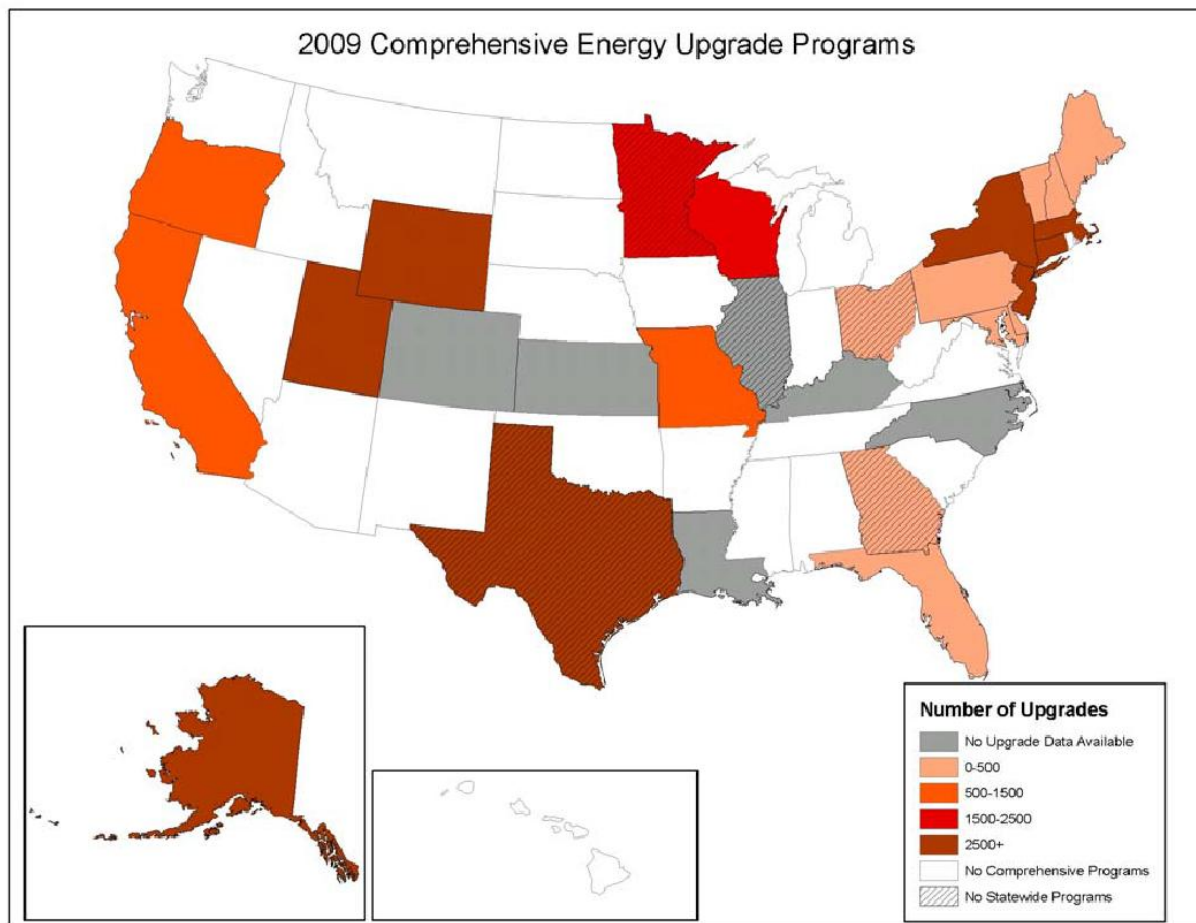 2009 Comprehensive Energy Upgrade Programs
Number of Upgrades
No Upgrade Data Available
0-500
500-1500
1500-2500
2500+
No Comprehensive Programs
No Statewide Programs